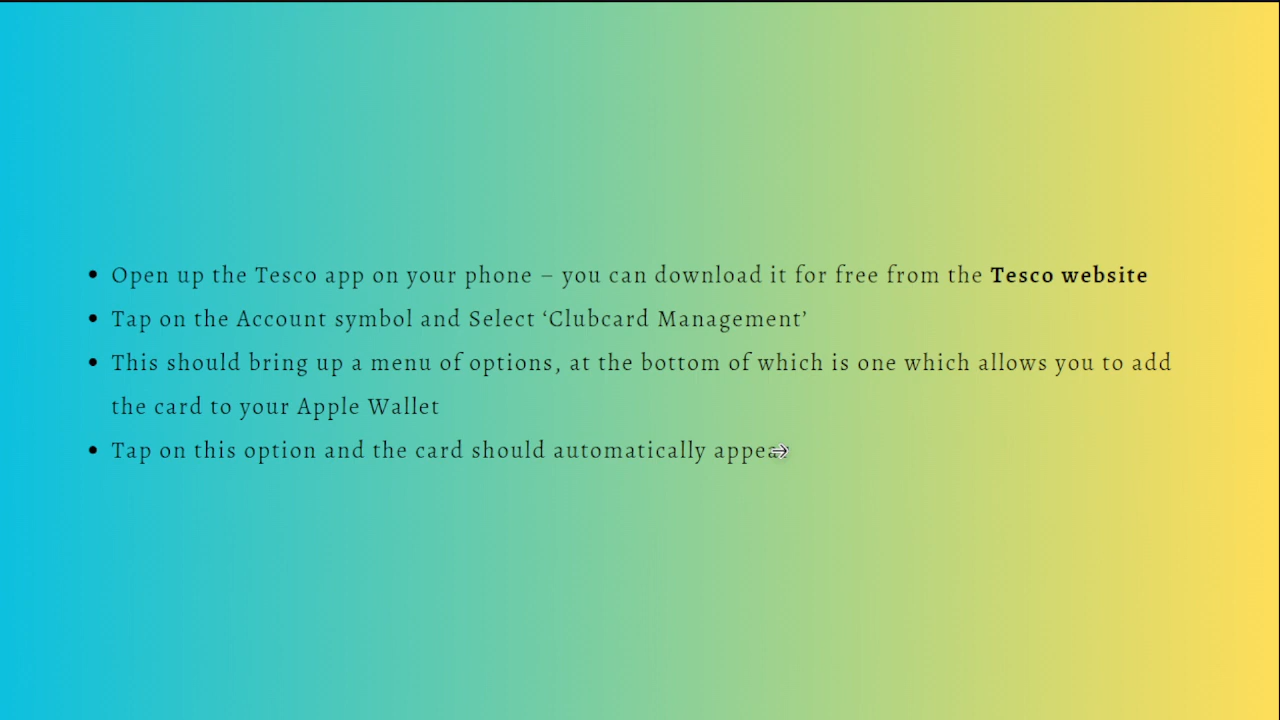 • Open up the Tesco app on your phone – you can download it for free from the Tesco website
• Tap on the Account symbol and Select ‘Clubcard Management’
• This should bring up a menu of options, at the bottom of which is one which allows you to add
the card to your Apple Wallet
• Tap on this option and the card should automatically appear